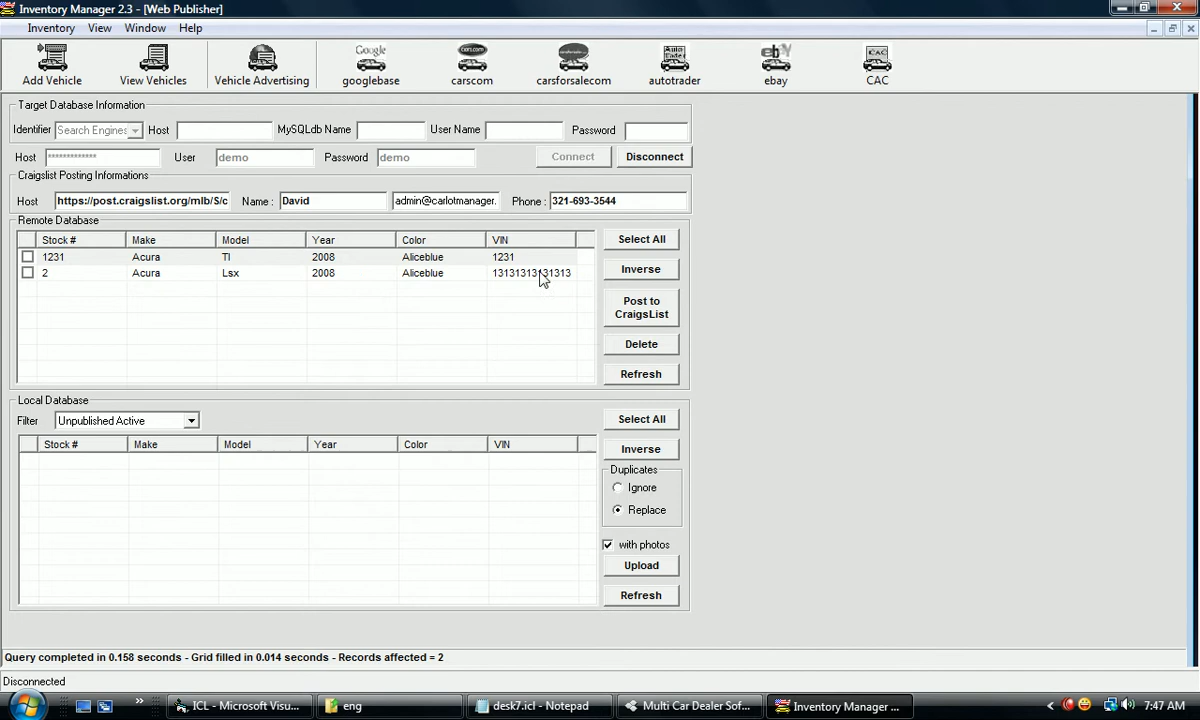 Inventory Manager 2.3 - [Web Publisher]
Inventory View Window Help
Google cars.com carsforsale.com Auto Trader ebY CAC
Add Vehicle View Vehicles Vehicle Advertising googlebase carscom carsforsalecom autotrader ebay CAC
Target Database Information
Identifier Search Engines Host MySQLdb Name User Name Password
Host ************* User demo Password demo Connect Disconnect
Craigslist Posting Informations
Host https://post.craigslist.org/mlb/S/c Name : David admin@carlotmanager. Phone : 321-693-3544
Remote Database
Stock # Make Model Year Color VIN
1231 Acura Tl 2008 Aliceblue 1231
2 Acura Lsx 2008 Aliceblue 13131313131313
Select All
Inverse
Post to
CraigsList
Delete
Refresh
Local Database
Filter Unpublished Active
Stock # Make Model Year Color VIN
Select All
Inverse
Duplicates
Ignore
Replace
with photos
Upload
Refresh
Query completed in 0.158 seconds - Grid filled in 0.014 seconds - Records affected = 2
Disconnected
» ICL - Microsoft Visu... eng desk7.icl - Notepad Multi Car Dealer Sof... Inventory Manager ... 7:47 AM